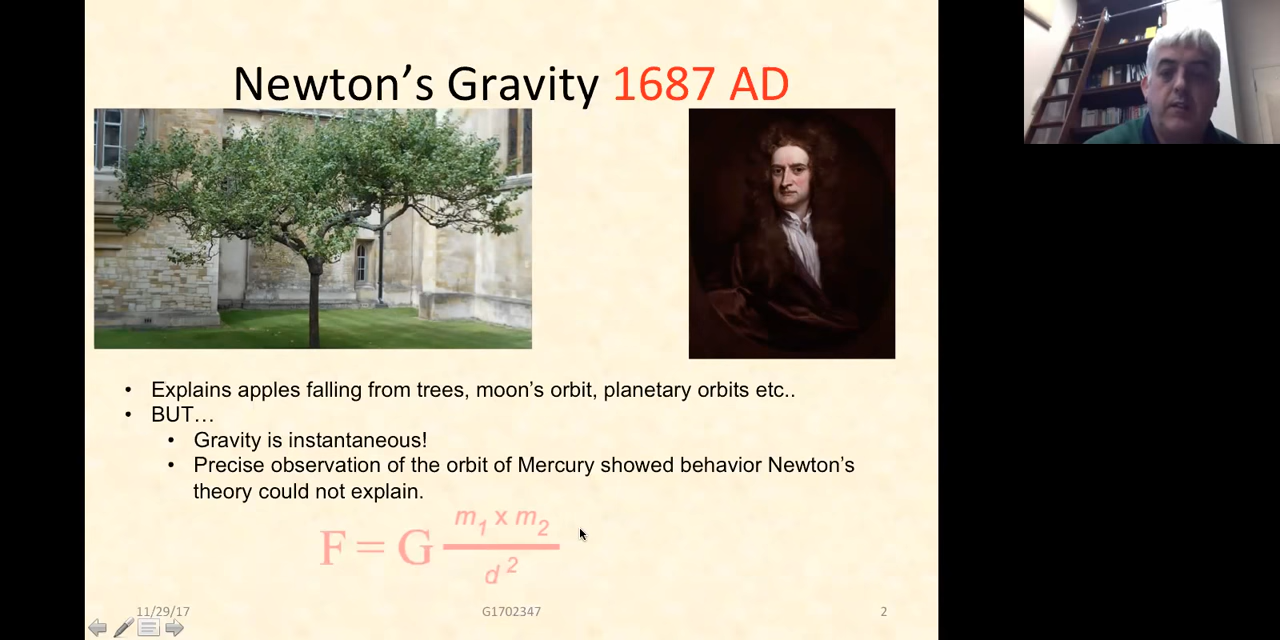 Newton's Gravity 1687 AD
• Explains apples falling from trees, moon's orbit, planetary orbits etc..
• BUT…
• Gravity is instantaneous!
• Precise observation of the orbit of Mercury showed behavior Newton's
theory could not explain.
F = G m₁ x m₂ / d²
11/29/17 G1702347 2